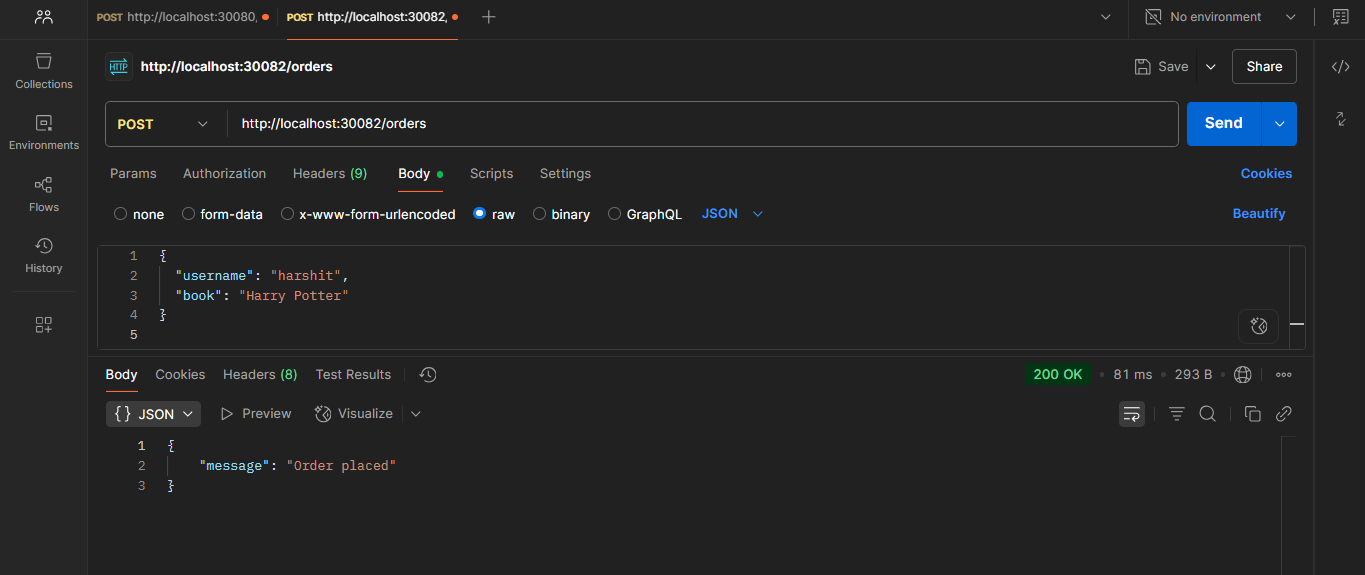 POST http://localhost:30080, POST http://localhost:30082, No environment
HTTP http://localhost:30082/orders Save Share
Collections
Environments
Flows
History
POST http://localhost:30082/orders Send
Params Authorization Headers (9) Body Scripts Settings Cookies
none form-data x-www-form-urlencoded raw binary GraphQL JSON Beautify
1 {
2 "username": "harshit",
3 "book": "Harry Potter"
4 }
5
Body Cookies Headers (8) Test Results 200 OK 81 ms 293 B
{} JSON Preview Visualize
1 {
2 "message": "Order placed"
3 }